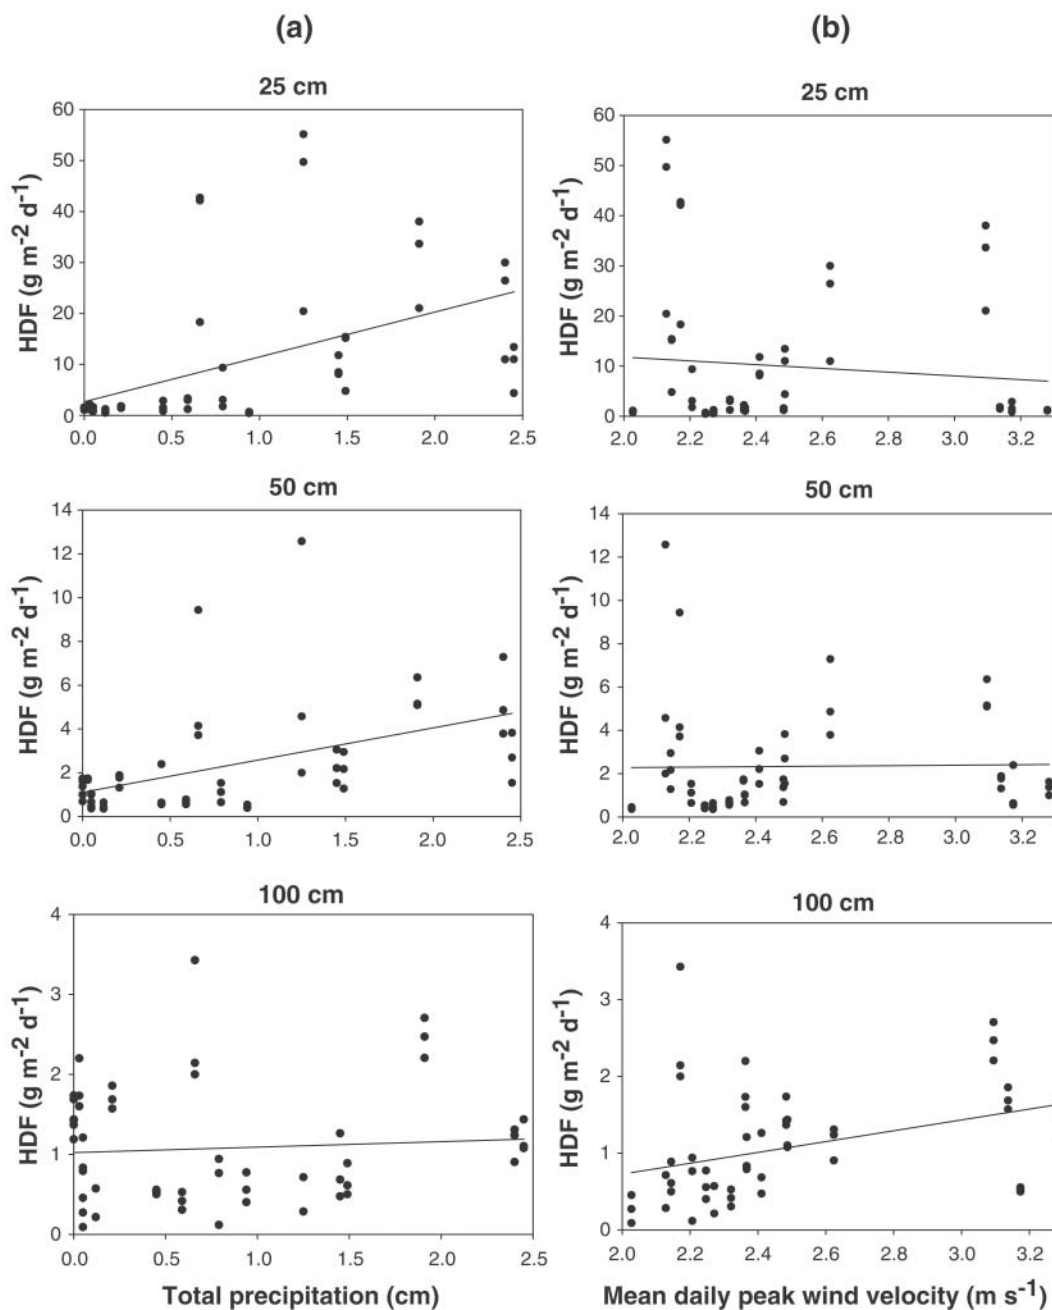 (a)
(b)
25 cm
HDF (g m⁻² d⁻¹)
60
50
40
30
20
10
0
0.0 0.5 1.0 1.5 2.0 2.5
25 cm
HDF (g m⁻² d⁻¹)
60
50
40
30
20
10
0
2.0 2.2 2.4 2.6 2.8 3.0 3.2
50 cm
HDF (g m⁻² d⁻¹)
14
12
10
8
6
4
2
0
0.0 0.5 1.0 1.5 2.0 2.5
50 cm
HDF (g m⁻² d⁻¹)
14
12
10
8
6
4
2
0
2.0 2.2 2.4 2.6 2.8 3.0 3.2
100 cm
HDF (g m⁻² d⁻¹)
4
3
2
1
0
0.0 0.5 1.0 1.5 2.0 2.5
Total precipitation (cm)
100 cm
HDF (g m⁻² d⁻¹)
4
3
2
1
0
2.0 2.2 2.4 2.6 2.8 3.0 3.2
Mean daily peak wind velocity (m s⁻¹)